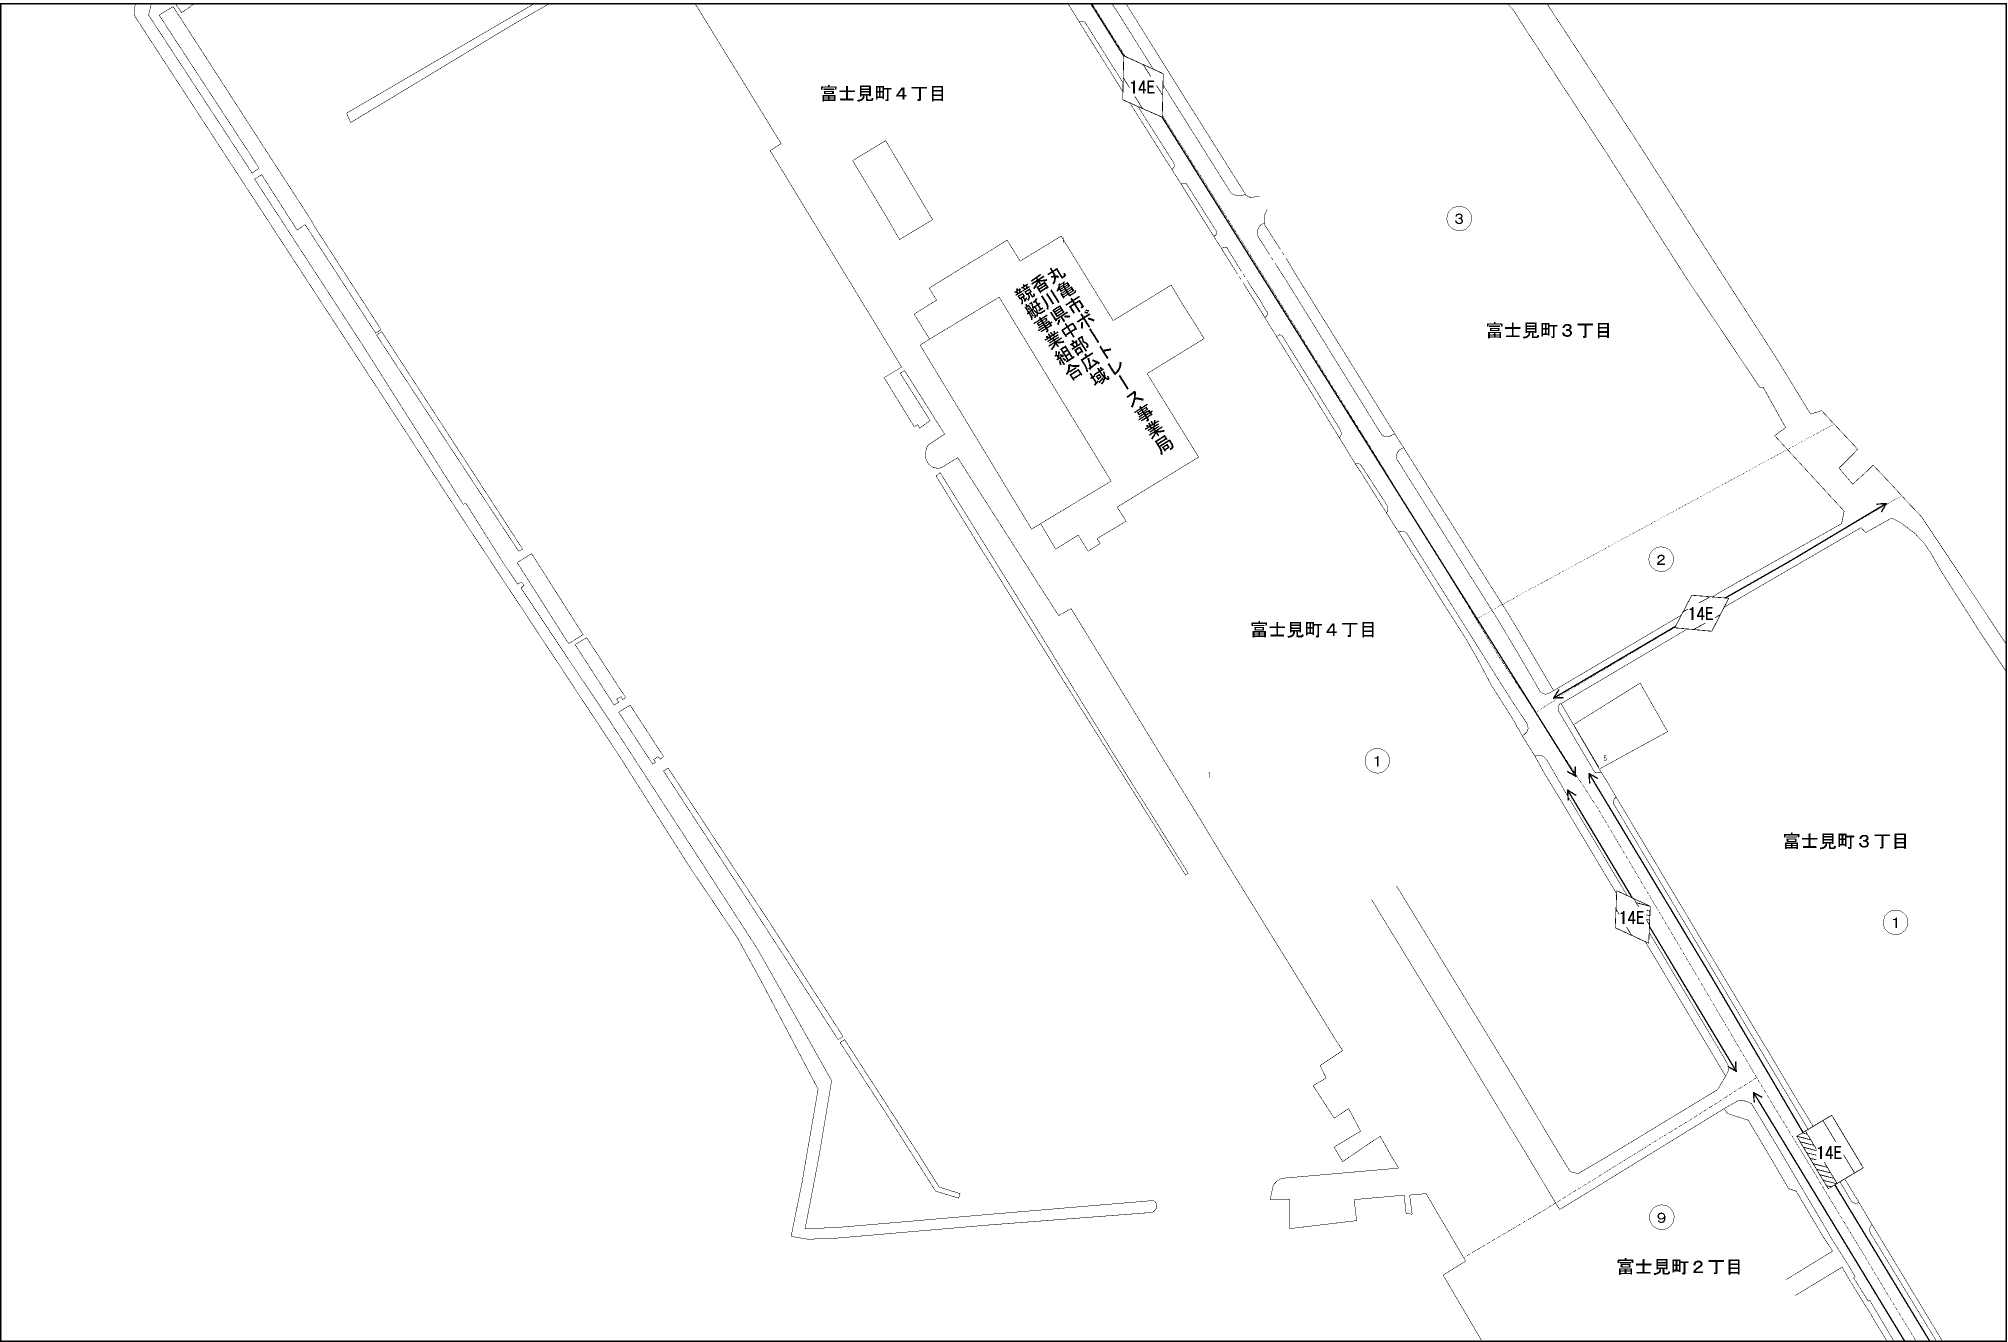 14E
富士見町４丁目
③
丸亀市ボートレース事業局
香川県中部広域
競艇事業組合
富士見町３丁目
②
14E
富士見町４丁目
5
①
1
富士見町３丁目
14E
①
14E
⑨
富士見町２丁目